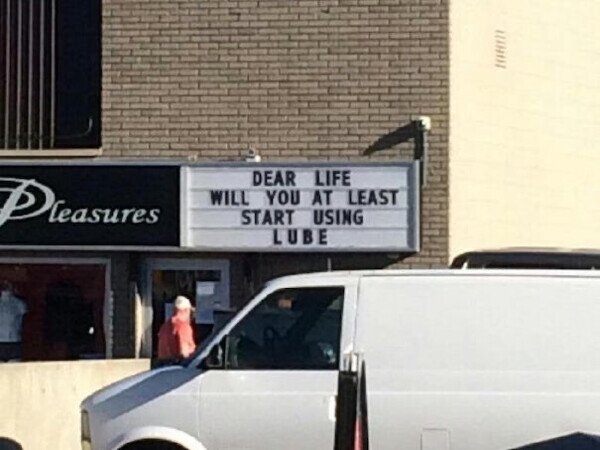 Pleasures
DEAR LIFE
WILL YOU AT LEAST
START USING
LUBE